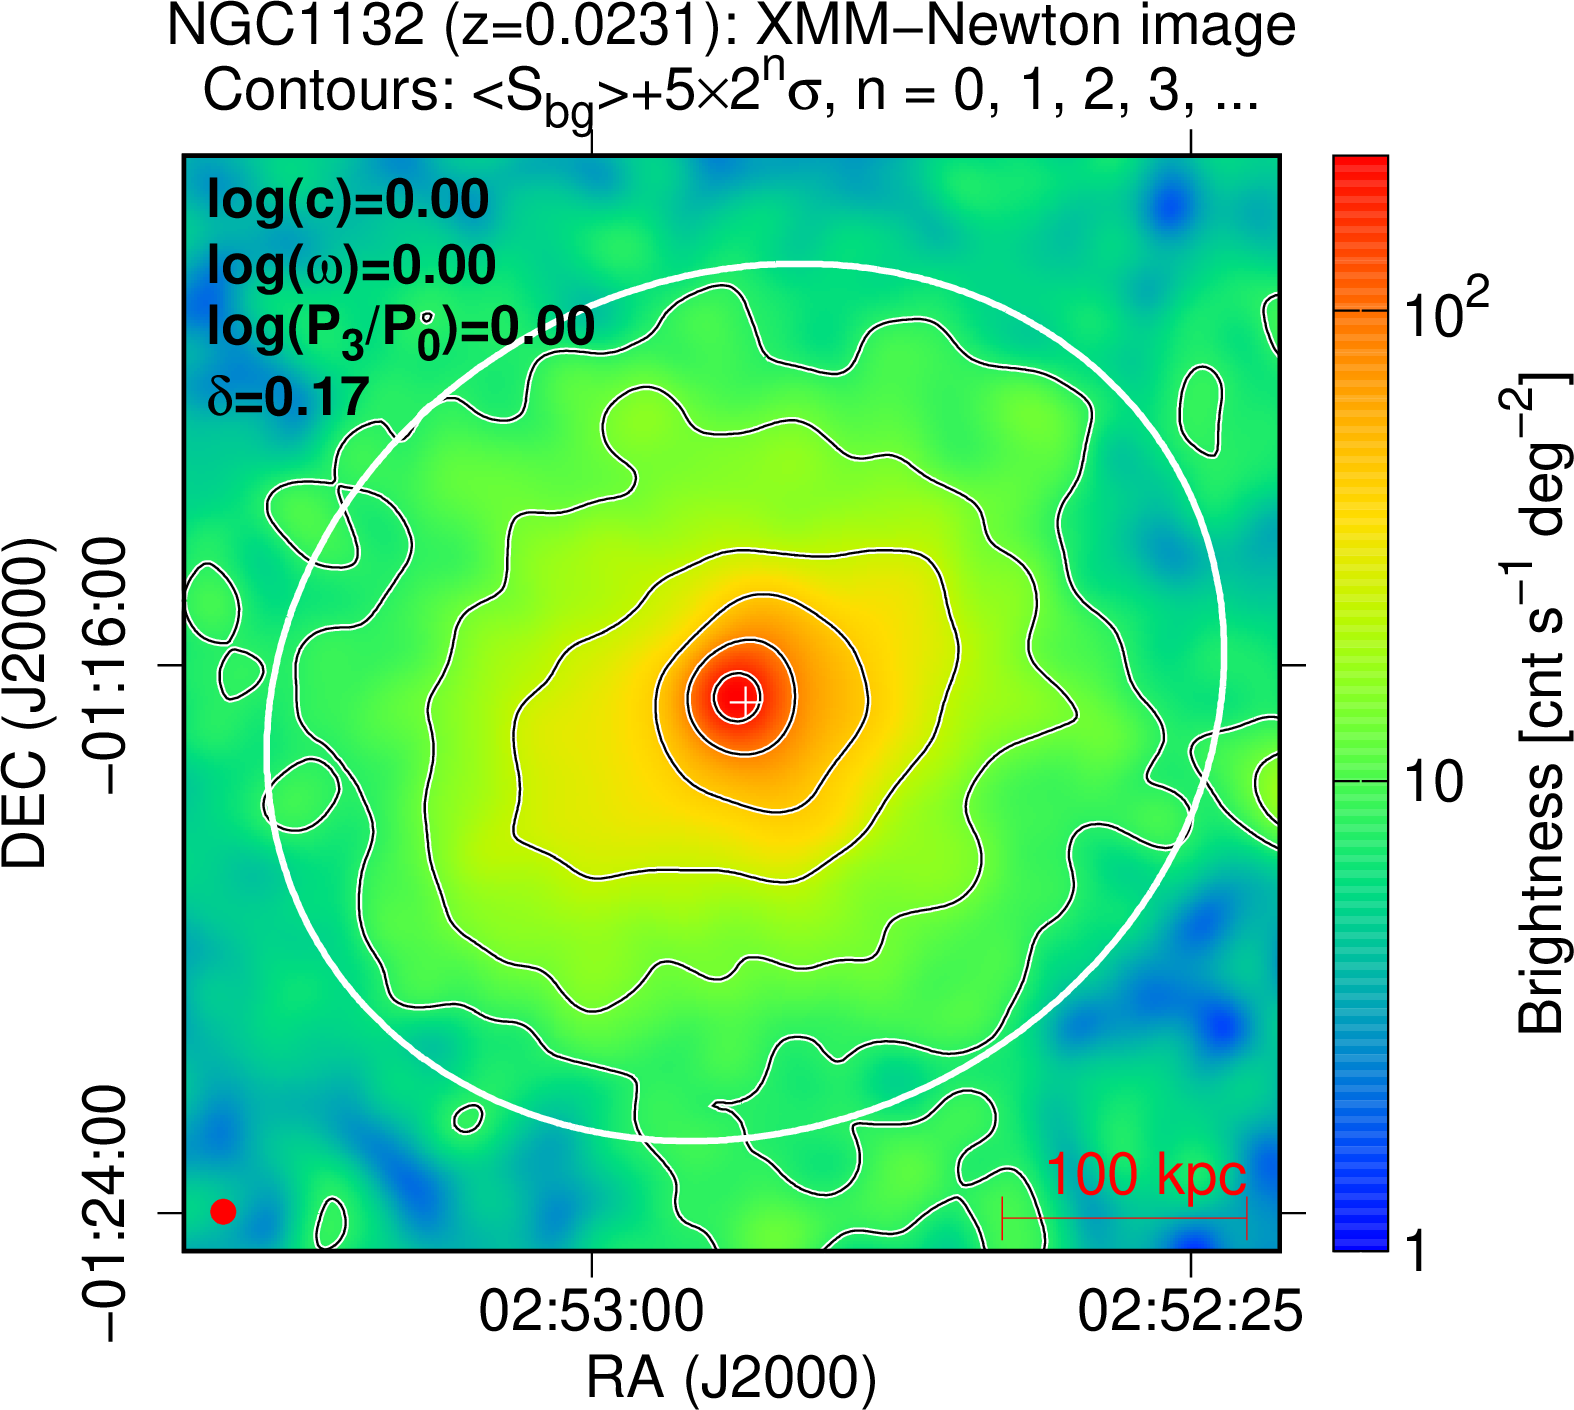 NGC1132 (z=0.0231): XMM−Newton image
Contours: <S_bg>+5×2^nσ, n = 0, 1, 2, 3, ...
log(c)=0.00
log(ω)=0.00
log(P_3/P_0)=0.00
δ=0.17
10^2
10
1
Brightness [cnt s^−1 deg^−2]
DEC (J2000)
−01:16:00
−01:24:00
100 kpc
02:53:00
02:52:25
RA (J2000)